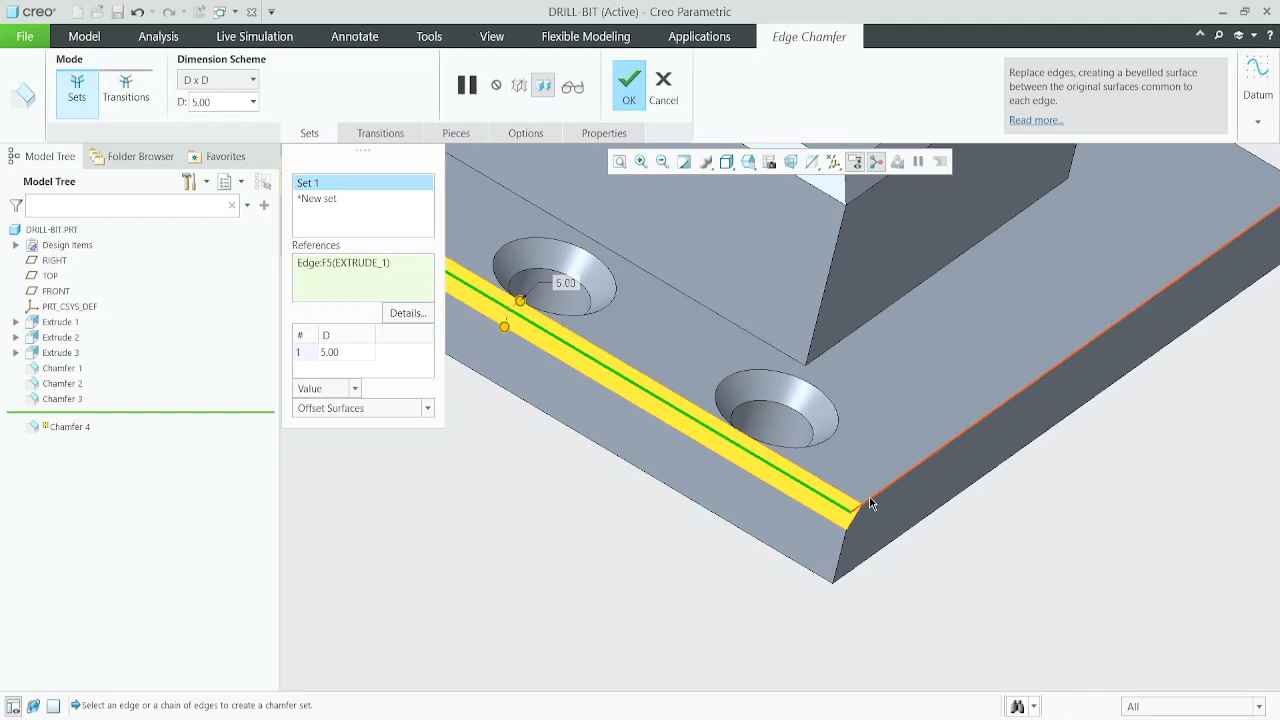 creo®
DRILL-BIT (Active) - Creo Parametric
File
Model
Analysis
Live Simulation
Annotate
Tools
View
Flexible Modeling
Applications
Edge Chamfer
Mode
Sets
Transitions
Dimension Scheme
D x D
D: 5.00
OK
Cancel
Replace edges, creating a bevelled surface
between the original surfaces common to
each edge.
Read more...
Datum
Sets
Transitions
Pieces
Options
Properties
Model Tree
Folder Browser
Favorites
Model Tree
DRILL-BIT.PRT
Design Items
RIGHT
TOP
FRONT
PRT_CSYS_DEF
Extrude 1
Extrude 2
Extrude 3
Chamfer 1
Chamfer 2
Chamfer 3
Chamfer 4
Set 1
*New set
References
Edge:F5(EXTRUDE_1)
Details...
# D
1 5.00
Value
Offset Surfaces
5.00
Select an edge or a chain of edges to create a chamfer set.
All